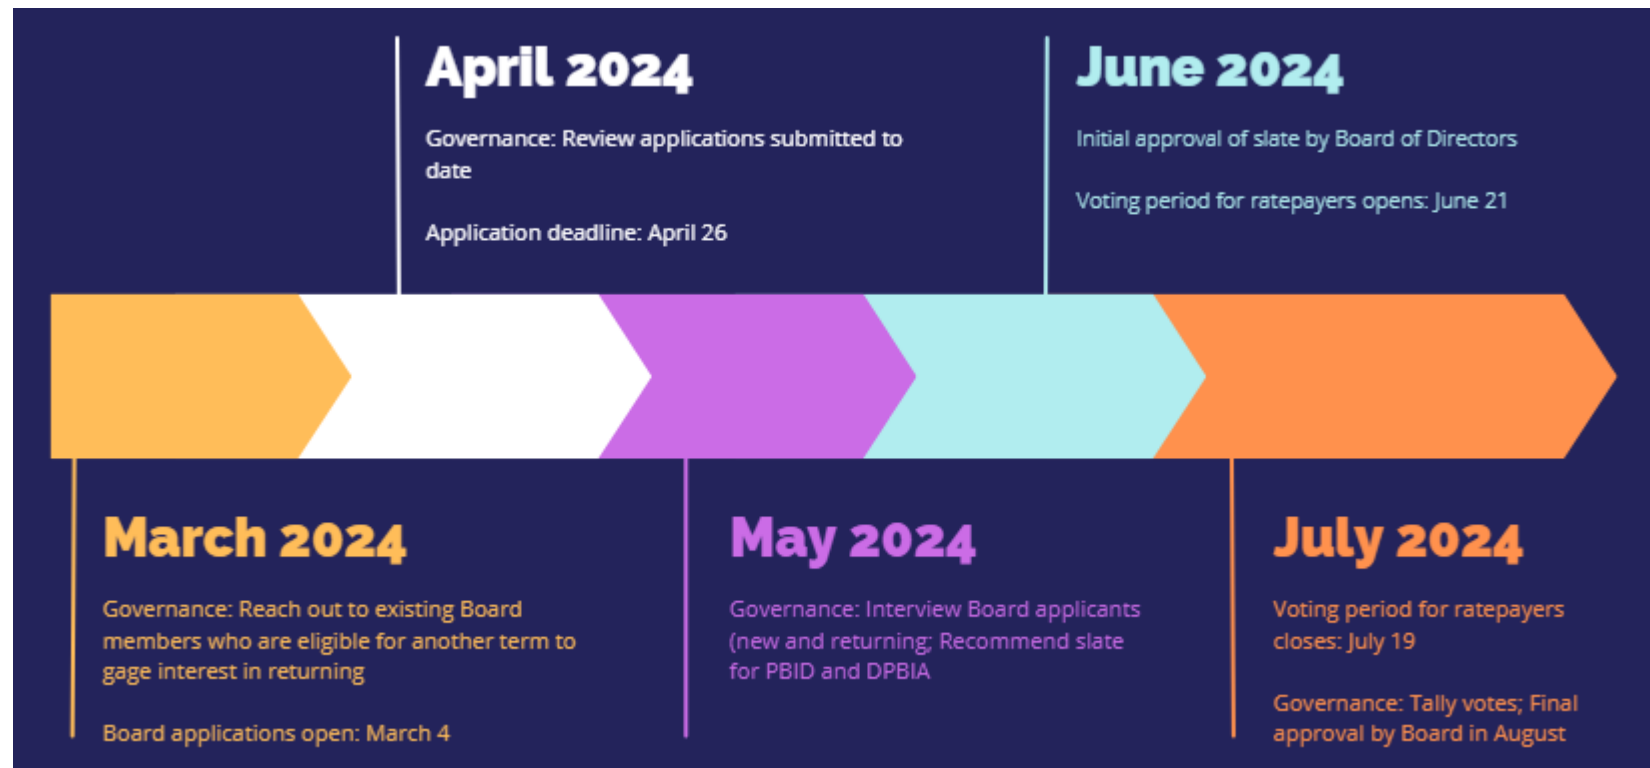 April 2024
Governance: Review applications submitted to
date
Application deadline: April 26
June 2024
Initial approval of slate by Board of Directors
Voting period for ratepayers opens: June 21
March 2024
Governance: Reach out to existing Board
members who are eligible for another term to
gage interest in returning
Board applications open: March 4
May 2024
Governance: Interview Board applicants
(new and returning; Recommend slate
for PBID and DPBIA
July 2024
Voting period for ratepayers
closes: July 19
Governance: Tally votes; Final
approval by Board in August